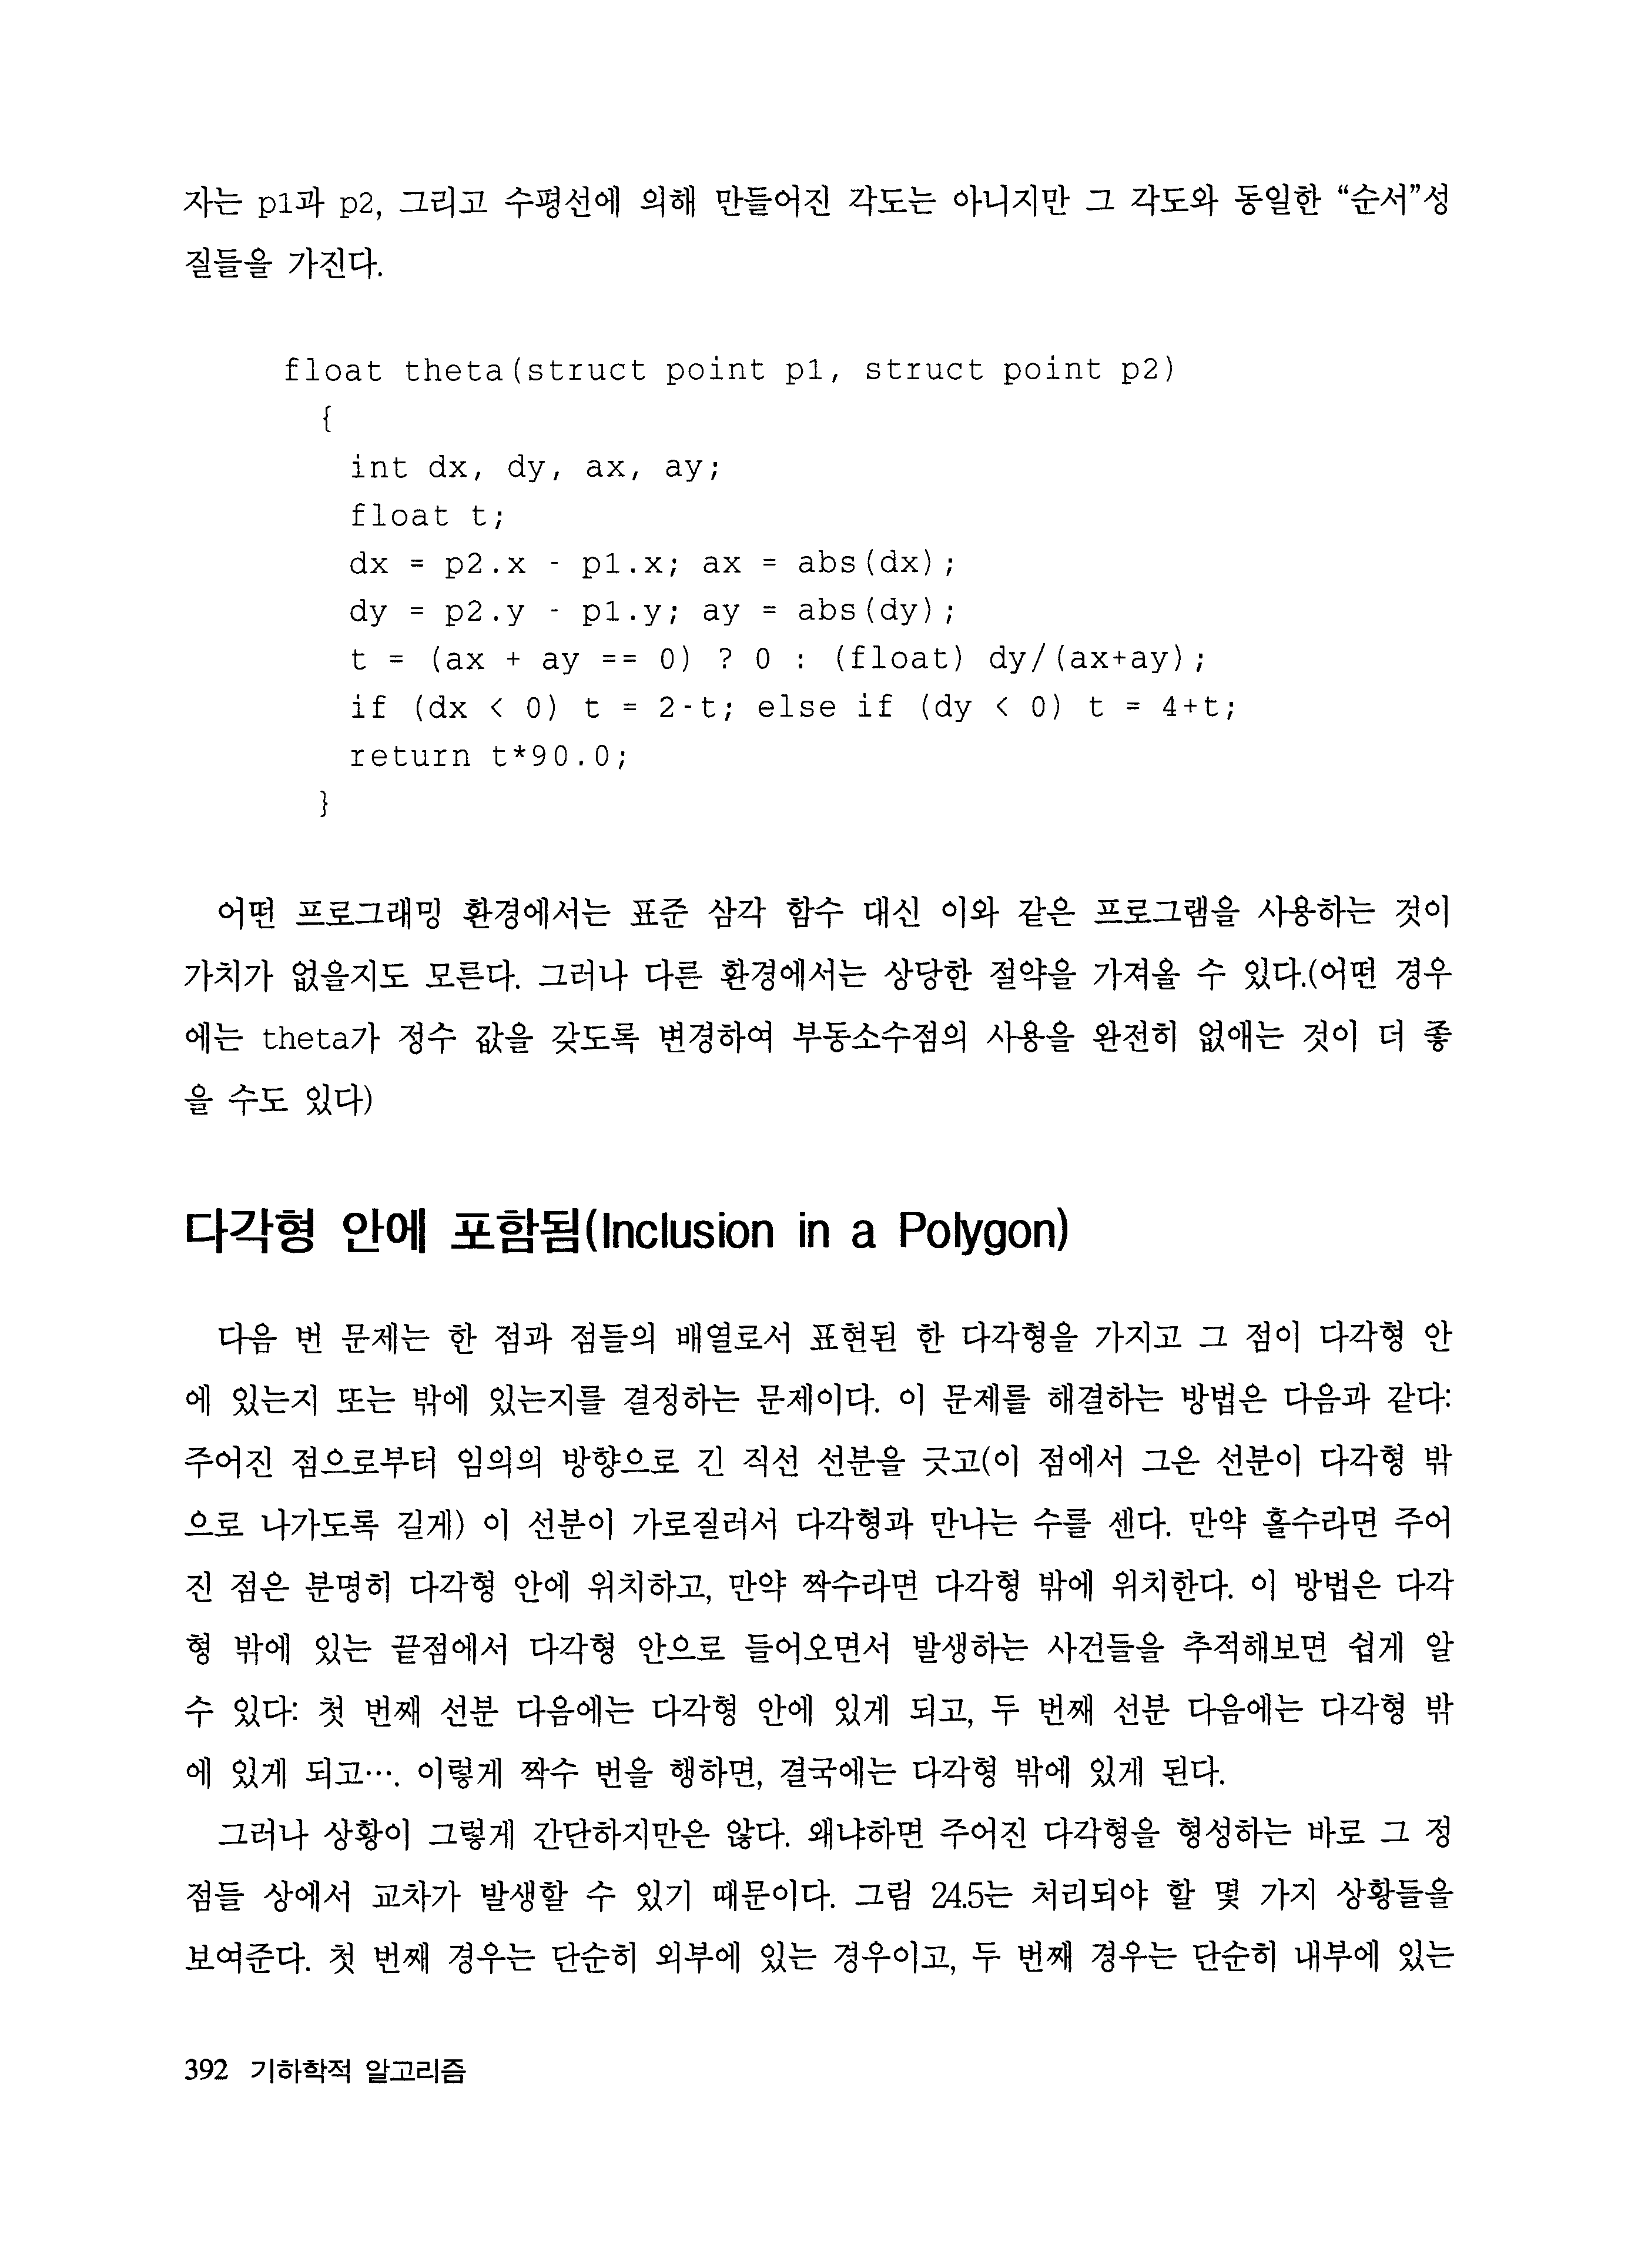 자는 p1과 p2, 그리고 수평선에 의해 만들어진 각도는 아니지만 그 각도와 동일한 “순서”성
질들을 가진다.
float theta(struct point p1, struct point p2)
{
int dx, dy, ax, ay;
float t;
dx = p2.x - p1.x; ax = abs(dx);
dy = p2.y - p1.y; ay = abs(dy);
t = (ax + ay == 0) ? 0 : (float) dy/(ax+ay);
if (dx < 0) t = 2-t; else if (dy < 0) t = 4+t;
return t*90.0;
}
어떤 프로그래밍 환경에서는 표준 삼각 함수 대신 이와 같은 프로그램을 사용하는 것이
가치가 없을지도 모른다. 그러나 다른 환경에서는 상당한 절약을 가져올 수 있다.(어떤 경우
에는 theta가 정수 값을 갖도록 변경하여 부동소수점의 사용을 완전히 없애는 것이 더 좋
을 수도 있다)
다각형 안에 포함됨(Inclusion in a Polygon)
다음 번 문제는 한 점과 점들의 배열로서 표현된 한 다각형을 가지고 그 점이 다각형 안
에 있는지 또는 밖에 있는지를 결정하는 문제이다. 이 문제를 해결하는 방법은 다음과 같다:
주어진 점으로부터 임의의 방향으로 긴 직선 선분을 긋고(이 점에서 그은 선분이 다각형 밖
으로 나가도록 길게) 이 선분이 가로질러서 다각형과 만나는 수를 센다. 만약 홀수라면 주어
진 점은 분명히 다각형 안에 위치하고, 만약 짝수라면 다각형 밖에 위치한다. 이 방법은 다각
형 밖에 있는 끝점에서 다각형 안으로 들어오면서 발생하는 사건들을 추적해보면 쉽게 알
수 있다: 첫 번째 선분 다음에는 다각형 안에 있게 되고, 두 번째 선분 다음에는 다각형 밖
에 있게 되고…. 이렇게 짝수 번을 행하면, 결국에는 다각형 밖에 있게 된다.
그러나 상황이 그렇게 간단하지만은 않다. 왜냐하면 주어진 다각형을 형성하는 바로 그 정
점들 상에서 교차가 발생할 수 있기 때문이다. 그림 24.5는 처리되야 할 몇 가지 상황들을
보여준다. 첫 번째 경우는 단순히 외부에 있는 경우이고, 두 번째 경우는 단순히 내부에 있는
392 기하학적 알고리즘